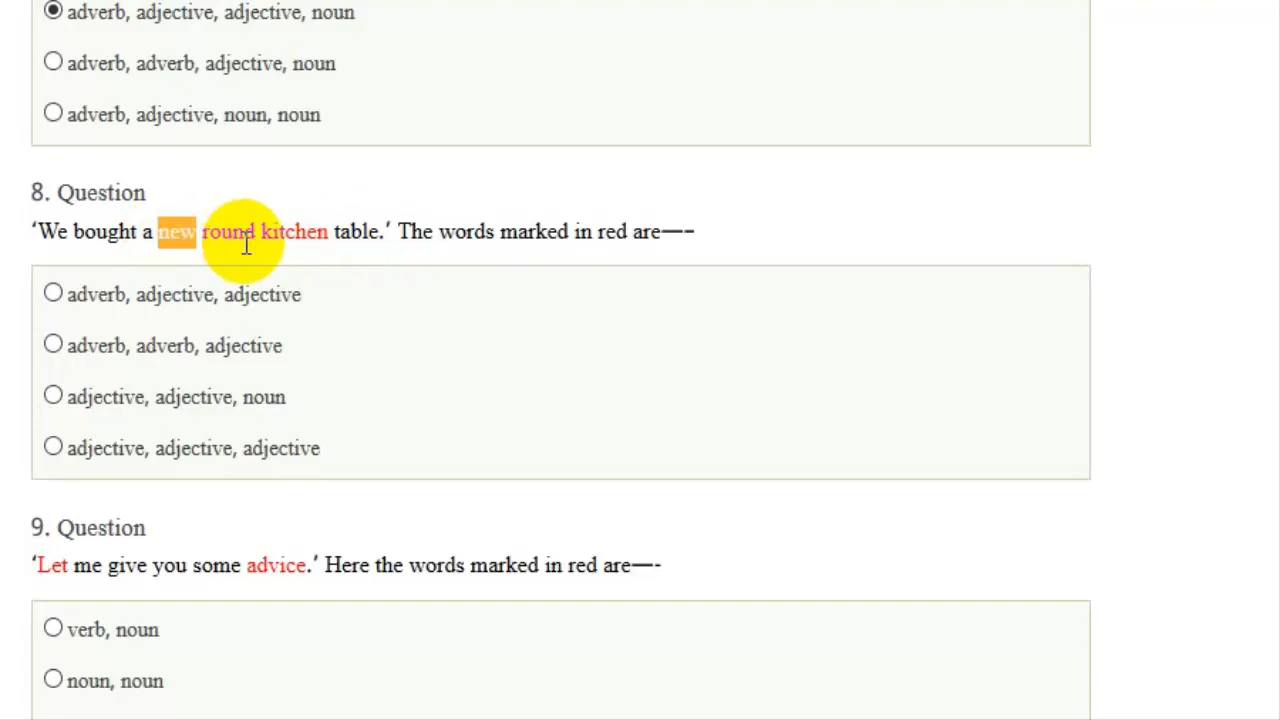 adverb, adjective, adjective, noun
adverb, adverb, adjective, noun
adverb, adjective, noun, noun
8. Question
‘We bought a new round kitchen table.’ The words marked in red are—–
adverb, adjective, adjective
adverb, adverb, adjective
adjective, adjective, noun
adjective, adjective, adjective
9. Question
‘Let me give you some advice.’ Here the words marked in red are—-
verb, noun
noun, noun